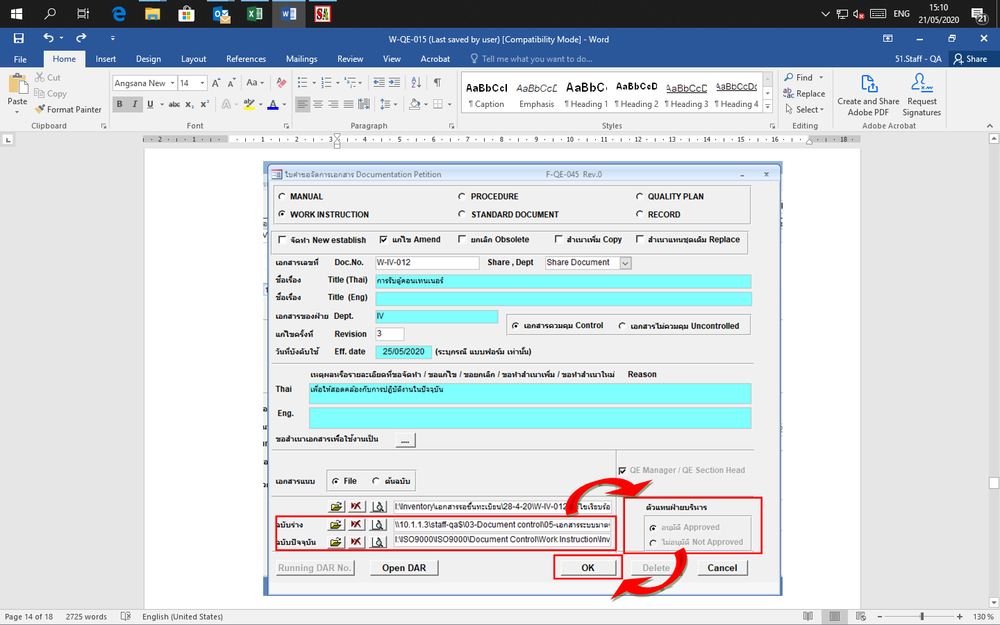 ENG
15:10
21/05/2020
21
W-QE-015 (Last saved by user) [Compatibility Mode] - Word
File Home Insert Design Layout References Mailings Review View Acrobat Tell me what you want to do... 51.Staff - QA Share
Paste
Cut
Copy
Format Painter
Clipboard
Angsana New 14
Font
Paragraph
AaBbCcI AaBbCcD AaBbCc AaBbCcD AaBbCcDc AaBbCcDc
¶ Caption Emphasis ¶ Heading 1 ¶ Heading 2 ¶ Heading 3 ¶ Heading 4
Styles
Find
Replace
Select
Editing
Create and Share Adobe PDF
Request Signatures
Adobe Acrobat
2 1 1 2 3 4 5 6 7 8 9 10 11 12 13 14 15 16 18
ใบคำขอจัดการเอกสาร Documentation Petition F-QE-045 Rev.0
MANUAL PROCEDURE QUALITY PLAN
WORK INSTRUCTION STANDARD DOCUMENT RECORD
จัดทำ New establish แก้ไข Amend ยกเลิก Obsolete สำเนาเพิ่ม Copy สำเนาแทนชุดเดิม Replace
เอกสารเลขที่ Doc.No. W-IV-012 Share , Dept Share Document
ชื่อเรื่อง Title (Thai) การรับตู้คอนเทนเนอร์
ชื่อเรื่อง Title (Eng)
เอกสารของฝ่าย Dept. IV
เอกสารควบคุม Control เอกสารไม่ควบคุม Uncontrolled
แก้ไขครั้งที่ Revision 3
วันที่บังคับใช้ Eff. date 25/05/2020 (ระบุกรณี แบบฟอร์ม เท่านั้น)
เหตุผลหรือรายละเอียดที่ขอจัดทำ / ขอแก้ไข / ขอยกเลิก / ขอทำสำเนาเพิ่ม / ขอทำสำเนาใหม่ Reason
Thai เพื่อให้สอดคล้องกับการปฏิบัติงานในปัจจุบัน
Eng.
ขอสำเนาเอกสารเพื่อใช้งานเป็น ....
QE Manager / QE Section Head
เอกสารแนบ File ต้นฉบับ
I:\Inventory\เอกสารรอขึ้นทะเบียน\28-4-20\W-IV-012
ตัวแทนฝ่ายบริหาร
ฉบับร่าง \\10.1.1.3\staff-qa$\03-Document control\05-เอกสารระบบมาต
อนุมัติ Approved
ฉบับปัจจุบัน I:\ISO9000\ISO9000\Document Control\Work Instruction\Inv
ไม่อนุมัติ Not Approved
Running DAR No. Open DAR OK Delete Cancel
Page 14 of 18 2725 words English (United States) 130 %